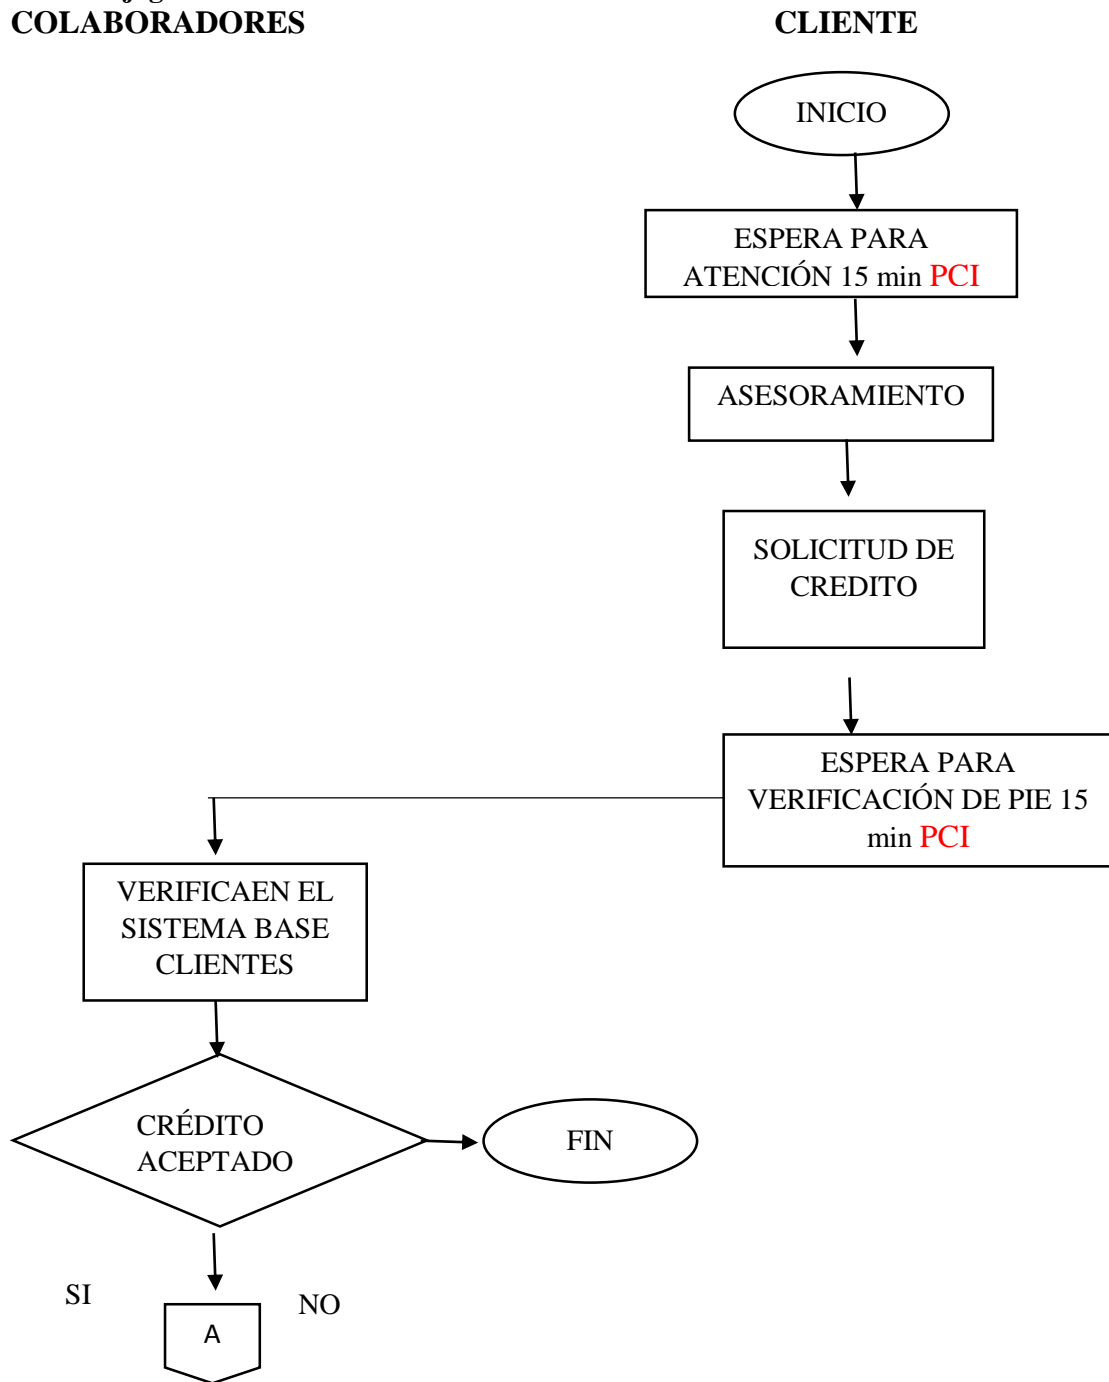 COLABORADORES
CLIENTE
INICIO
ESPERA PARA
ATENCIÓN 15 min PCI
ASESORAMIENTO
SOLICITUD DE
CREDITO
ESPERA PARA
VERIFICACIÓN DE PIE 15
min PCI
VERIFICAEN EL
SISTEMA BASE
CLIENTES
CRÉDITO
ACEPTADO
FIN
SI
NO
A